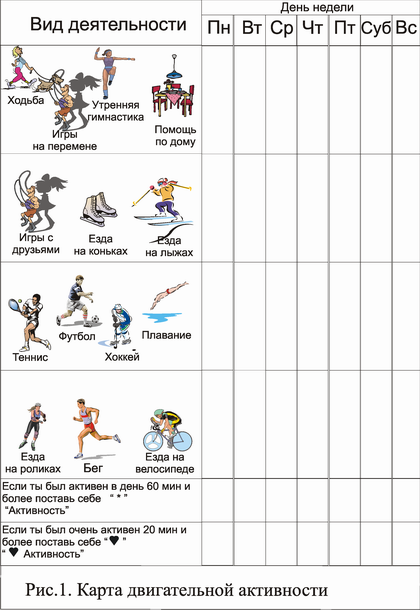 Вид деятельности
День недели
Пн Вт Ср Чт Пт Суб Вс
Ходьба
Утренняя
гимнастика
Игры
на перемене
Помощь
по дому
Игры с
друзьями
Езда
на коньках
Езда
на лыжах
Теннис
Футбол
Хоккей
Плавание
Езда
на роликах
Бег
Езда на
велосипеде
Если ты был активен в день 60 мин и
более поставь себе “ * ”
“Активность”
Если ты был очень активен 20 мин и
более поставь себе “♥”
“ ♥ Активность”
Рис.1. Карта двигательной активности